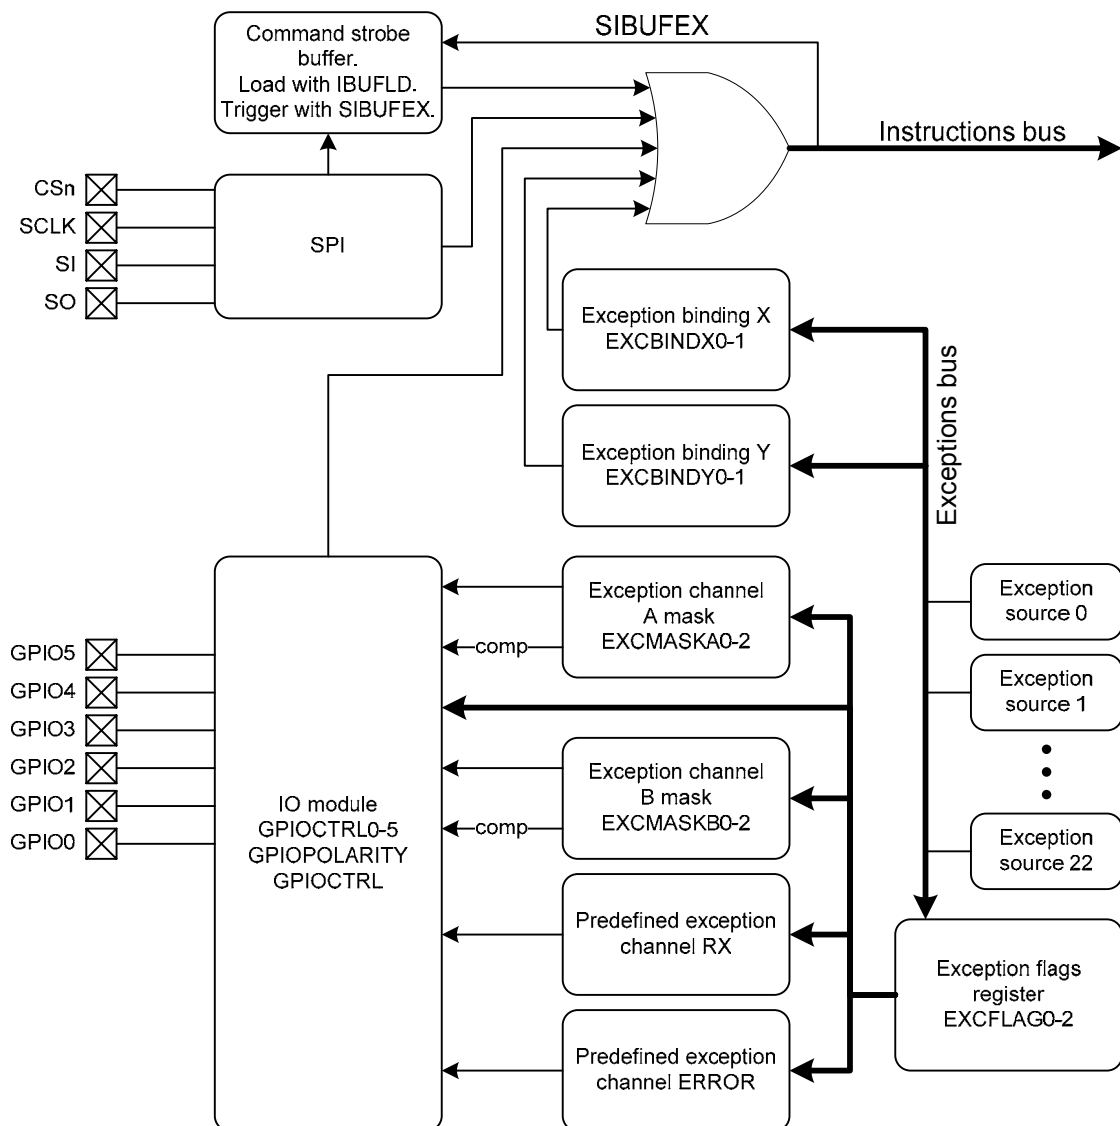 SIBUFEX
Command strobe
buffer.
Load with IBUFLD.
Trigger with SIBUFEX.
Instructions bus
CSn
SCLK
SI
SO
SPI
Exception binding X
EXCBINDX0-1
Exception binding Y
EXCBINDY0-1
Exceptions bus
Exception channel
A mask
EXCMASKA0-2
comp
Exception
source 0
Exception
source 1
Exception
source 22
GPIO5
GPIO4
GPIO3
GPIO2
GPIO1
GPIO0
IO module
GPIOCTRL0-5
GPIOPOLARITY
GPIOCTRL
Exception channel
B mask
EXCMASKB0-2
comp
Predefined exception
channel RX
Predefined exception
channel ERROR
Exception flags
register
EXCFLAG0-2